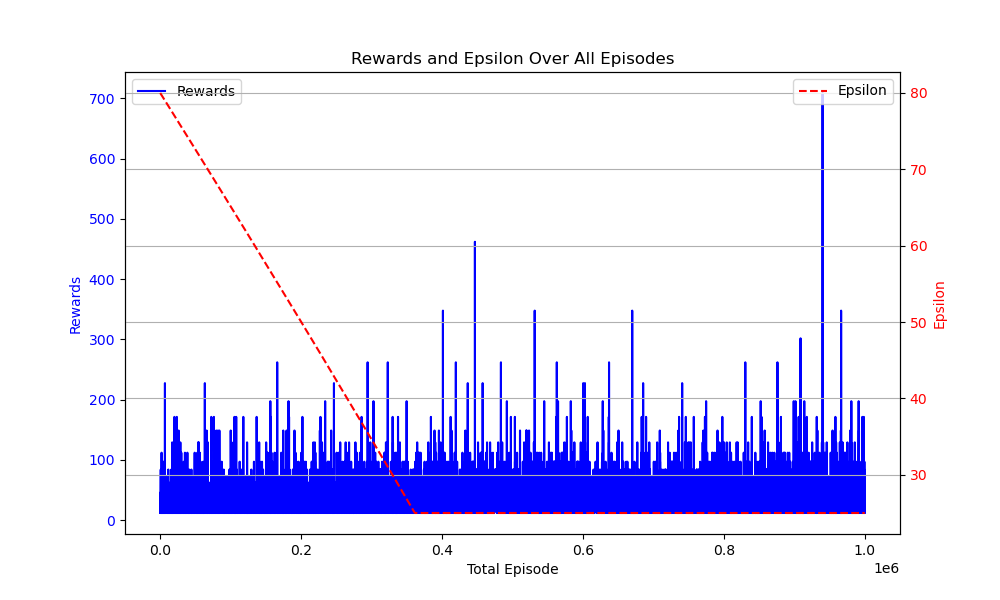 Rewards and Epsilon Over All Episodes
Rewards
Epsilon
700
600
500
400
300
200
100
0
Rewards
80
70
60
50
40
30
Epsilon
0.0 0.2 0.4 0.6 0.8 1.0
1e6
Total Episode